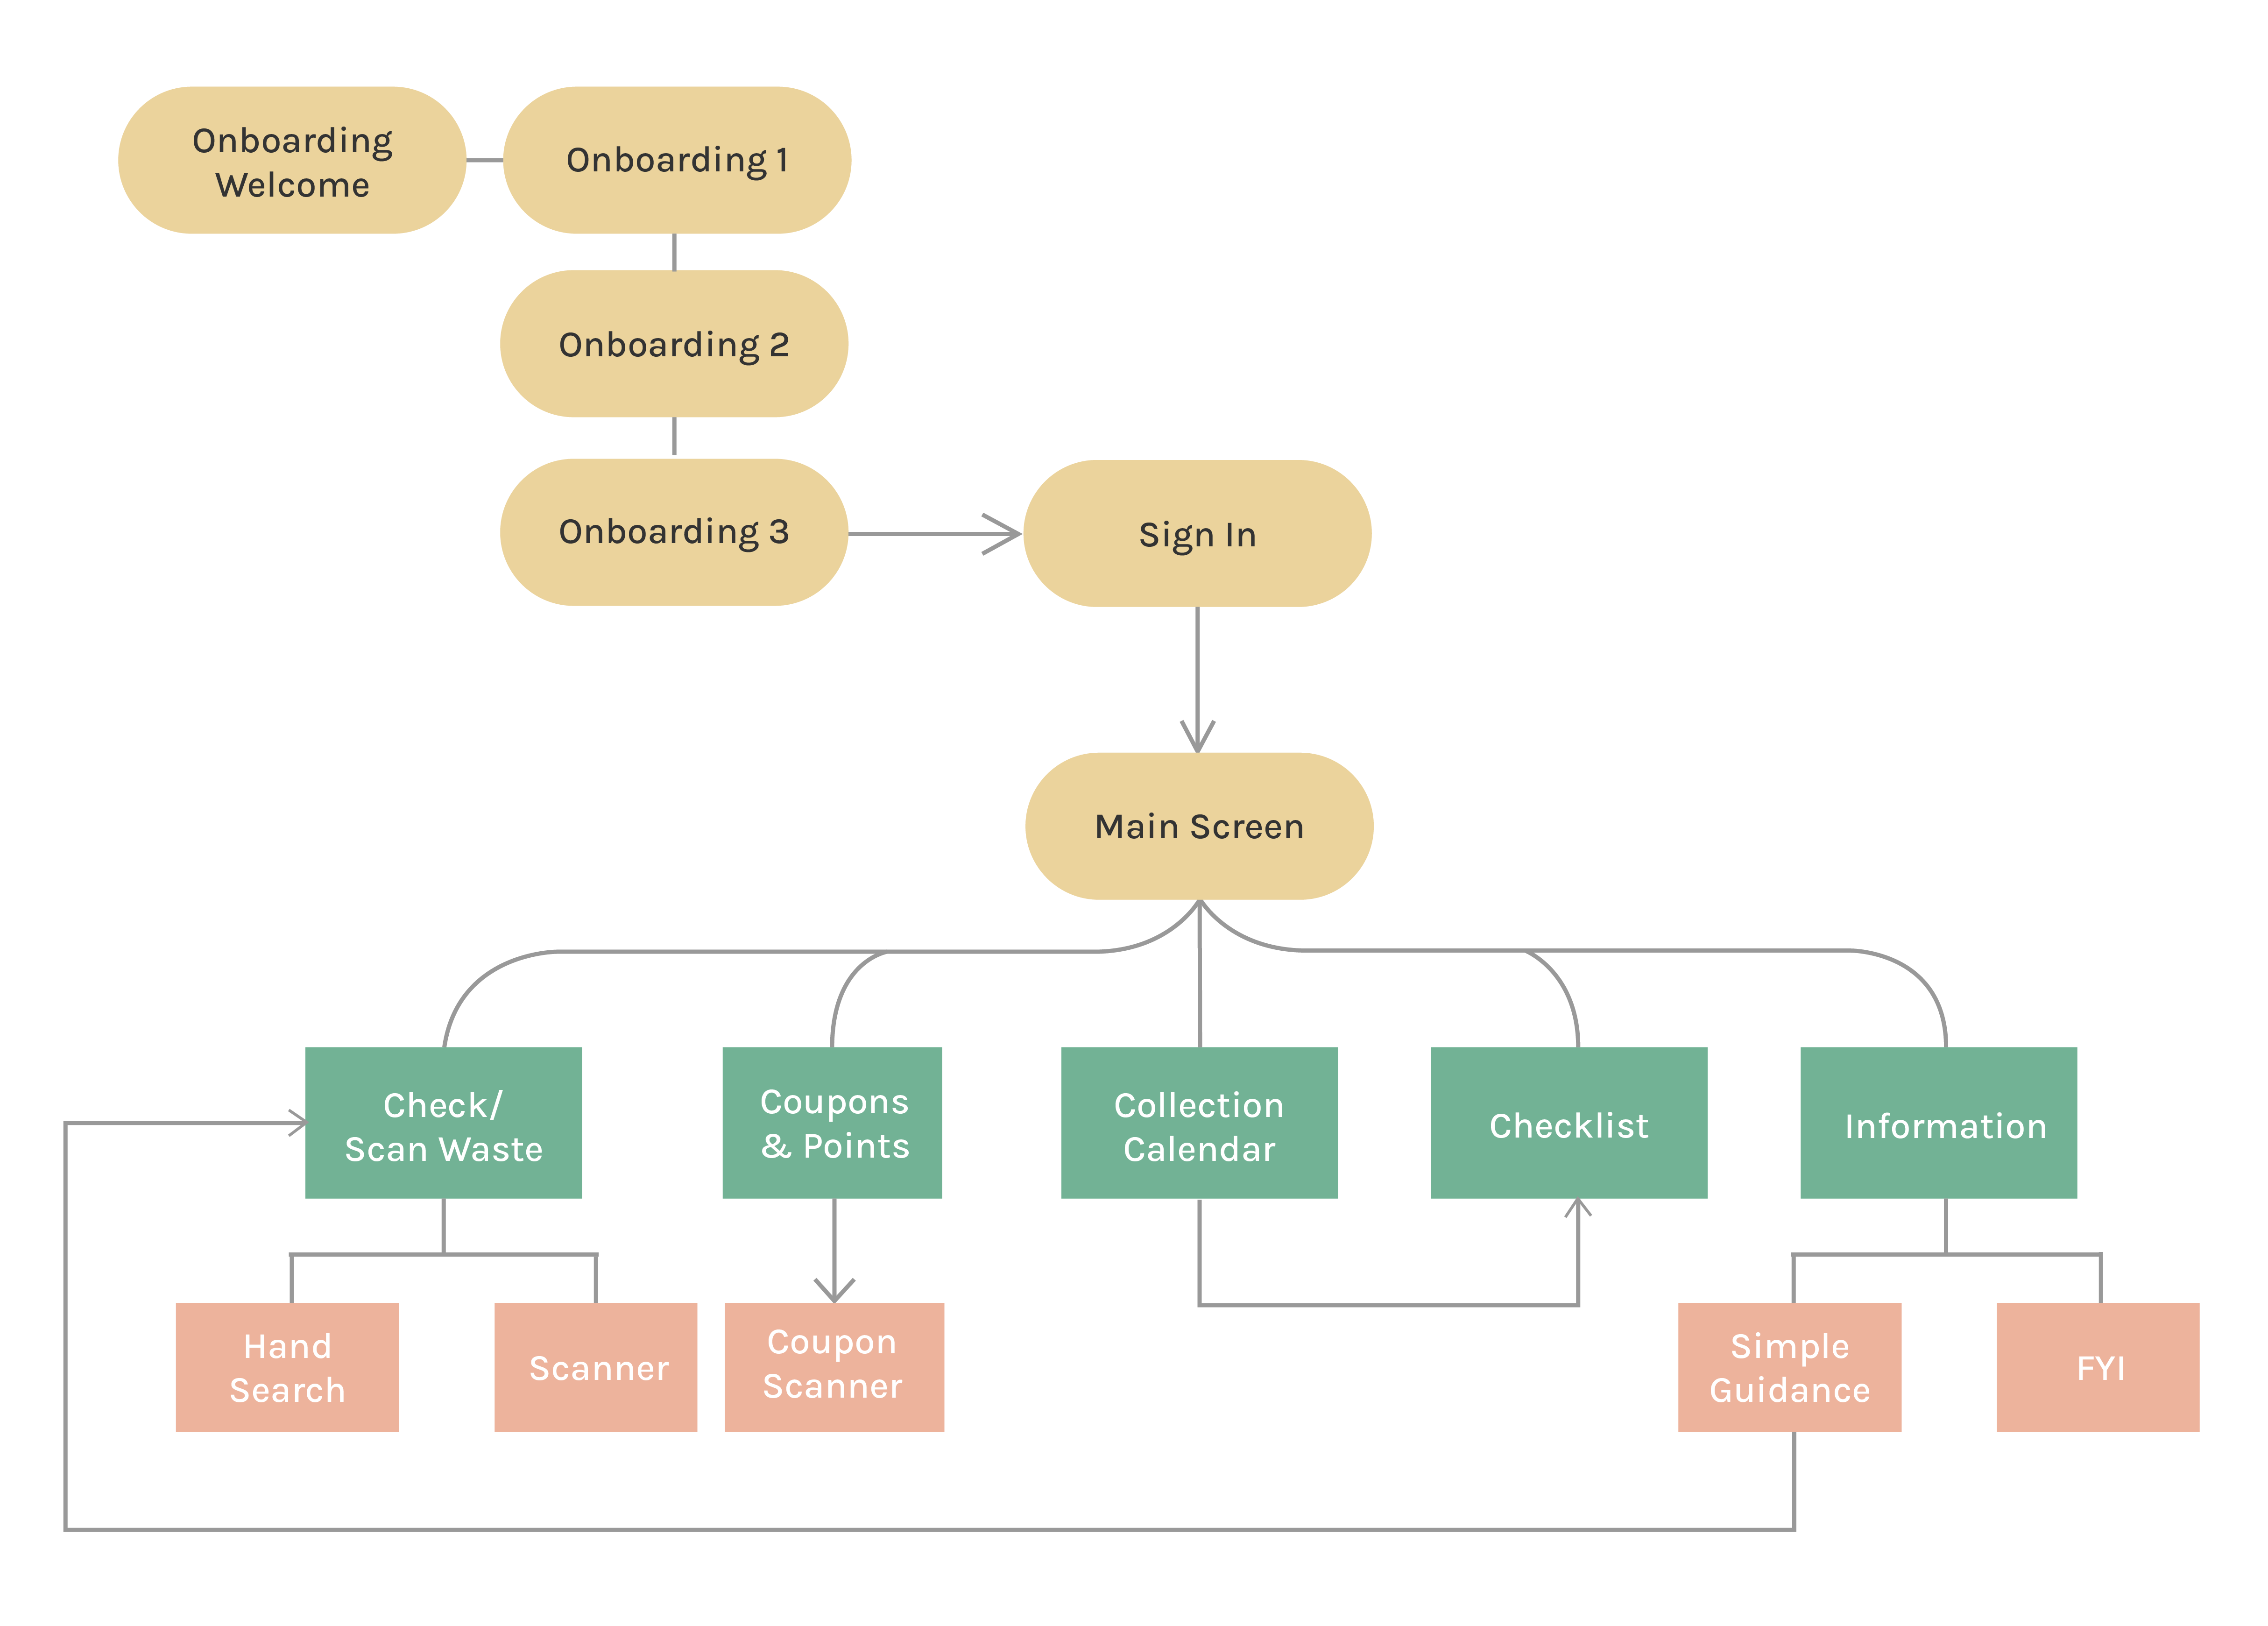 Onboarding
Welcome
Onboarding 1
Onboarding 2
Onboarding 3
Sign In
Main Screen
Check/
Scan Waste
Coupons
& Points
Collection
Calendar
Checklist
Information
Hand
Search
Scanner
Coupon
Scanner
Simple
Guidance
FYI